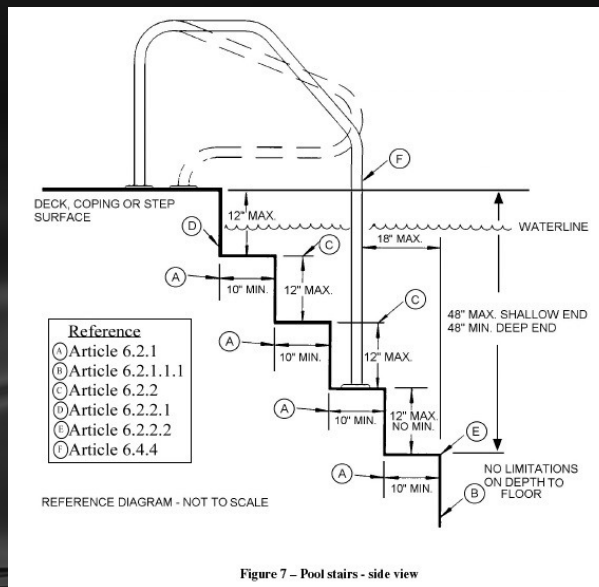 F
DECK, COPING OR STEP
SURFACE
12" MAX.
WATERLINE
D
18" MAX.
C
A
10" MIN.
12" MAX.
48" MAX. SHALLOW END
48" MIN. DEEP END
C
Reference
A Article 6.2.1
B Article 6.2.1.1.1
C Article 6.2.2
D Article 6.2.2.1
E Article 6.2.2.2
F Article 6.4.4
A
10" MIN.
12" MAX.
A
10" MIN.
12" MAX.
NO MIN.
E
NO LIMITATIONS
ON DEPTH TO
FLOOR
A
10" MIN.
B
REFERENCE DIAGRAM - NOT TO SCALE
Figure 7 – Pool stairs - side view